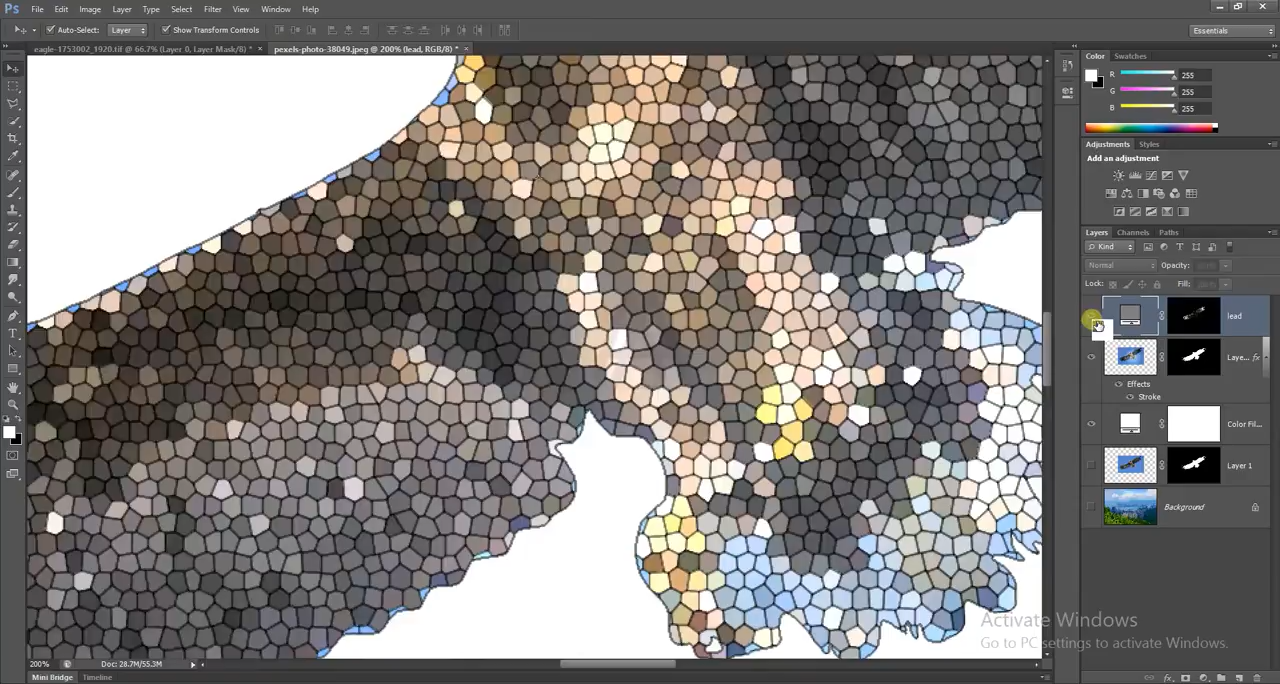 Ps File Edit Image Layer Type Select Filter View Window Help
Auto-Select: Layer Show Transform Controls Essentials
eagle-1753002_1920.tif @ 66.7% (Layer 0, Layer Mask/8) * × pexels-photo-38049.jpeg @ 200% (lead, RGB/8) * ×
Color Swatches
R 255
G 255
B 255
Adjustments Styles
Add an adjustment
Layers Channels Paths
Kind
Normal Opacity:
Lock: Fill:
lead
Laye... fx
Effects
Stroke
Color Fil...
Layer 1
Background
Activate Windows
Go to PC settings to activate Windows.
200% Doc: 28.7M/55.3M
Mini Bridge Timeline